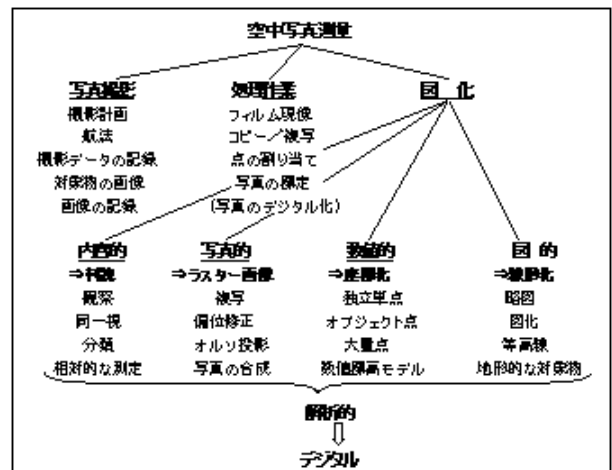 空中写真測量
写真撮影 処理作業 図 化
撮影計画 フィルム現像
航法 コピー/複写
撮影データの記録 点の割り当て
対象物の画像 写真の標定
画像の記録 (写真のデジタル化)
内容的 写真的 数値的 図 的
⇒判読 ⇒ラスター画像 ⇒座標化 ⇒線形化
観察 複写 独立単点 略図
同一視 偏位修正 オブジェクト点 図化
分類 オルソ投影 大量点 等高線
相対的な測定 写真の合成 数値標高モデル 地形的な対象物
解析的
⇩
デジタル